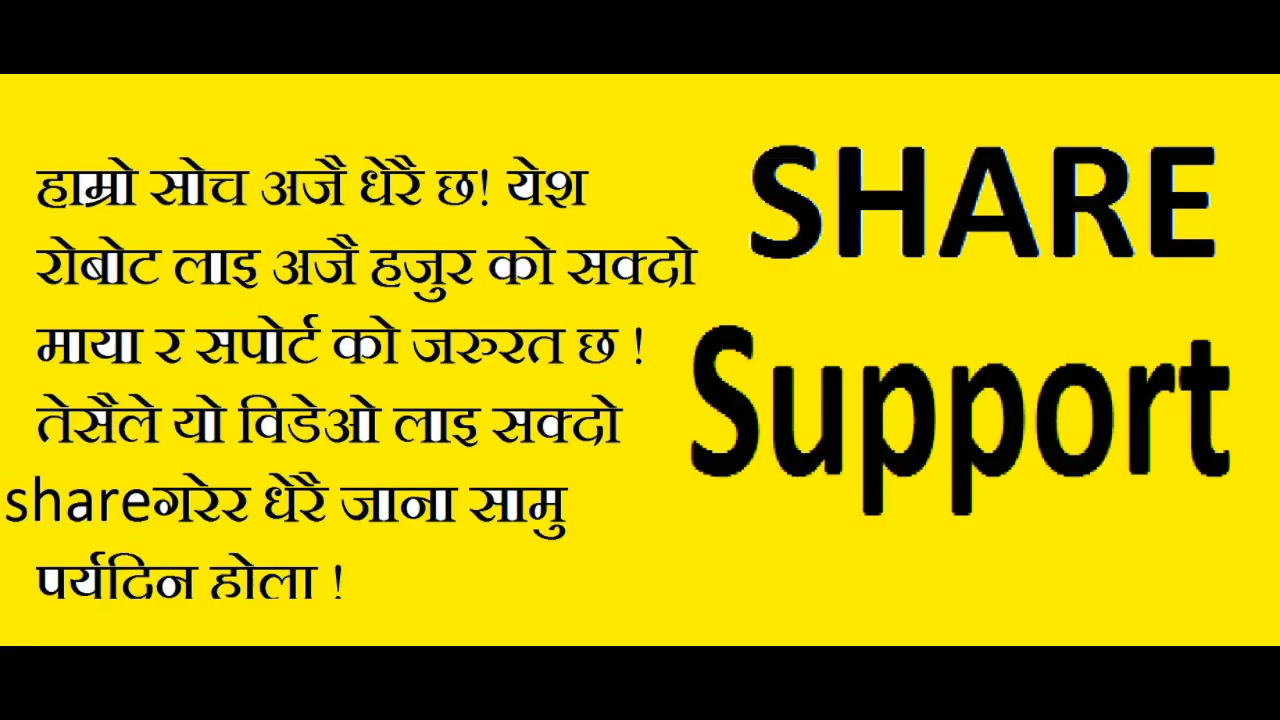 हाम्रो सोच अजै धेरै छ! येश
रोबोट लाइ अजै हजुर को सक्दो
माया र सपोर्ट को जरुरत छ !
तेसैले यो विडेओ लाइ सक्दो
shareगरेर धेरै जाना सामु
पर्यदिन होला !
SHARE
Support